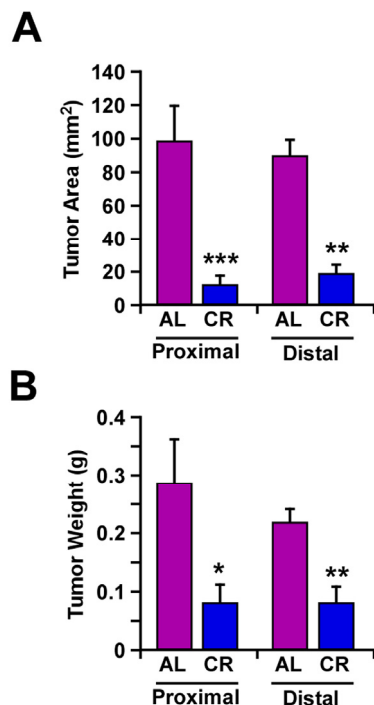 A
Tumor Area (mm²)
140
120
100
80
60
40
20
0
***
**
AL CR AL CR
Proximal Distal
B
Tumor Weight (g)
0.4
0.3
0.2
0.1
0
*
**
AL CR AL CR
Proximal Distal